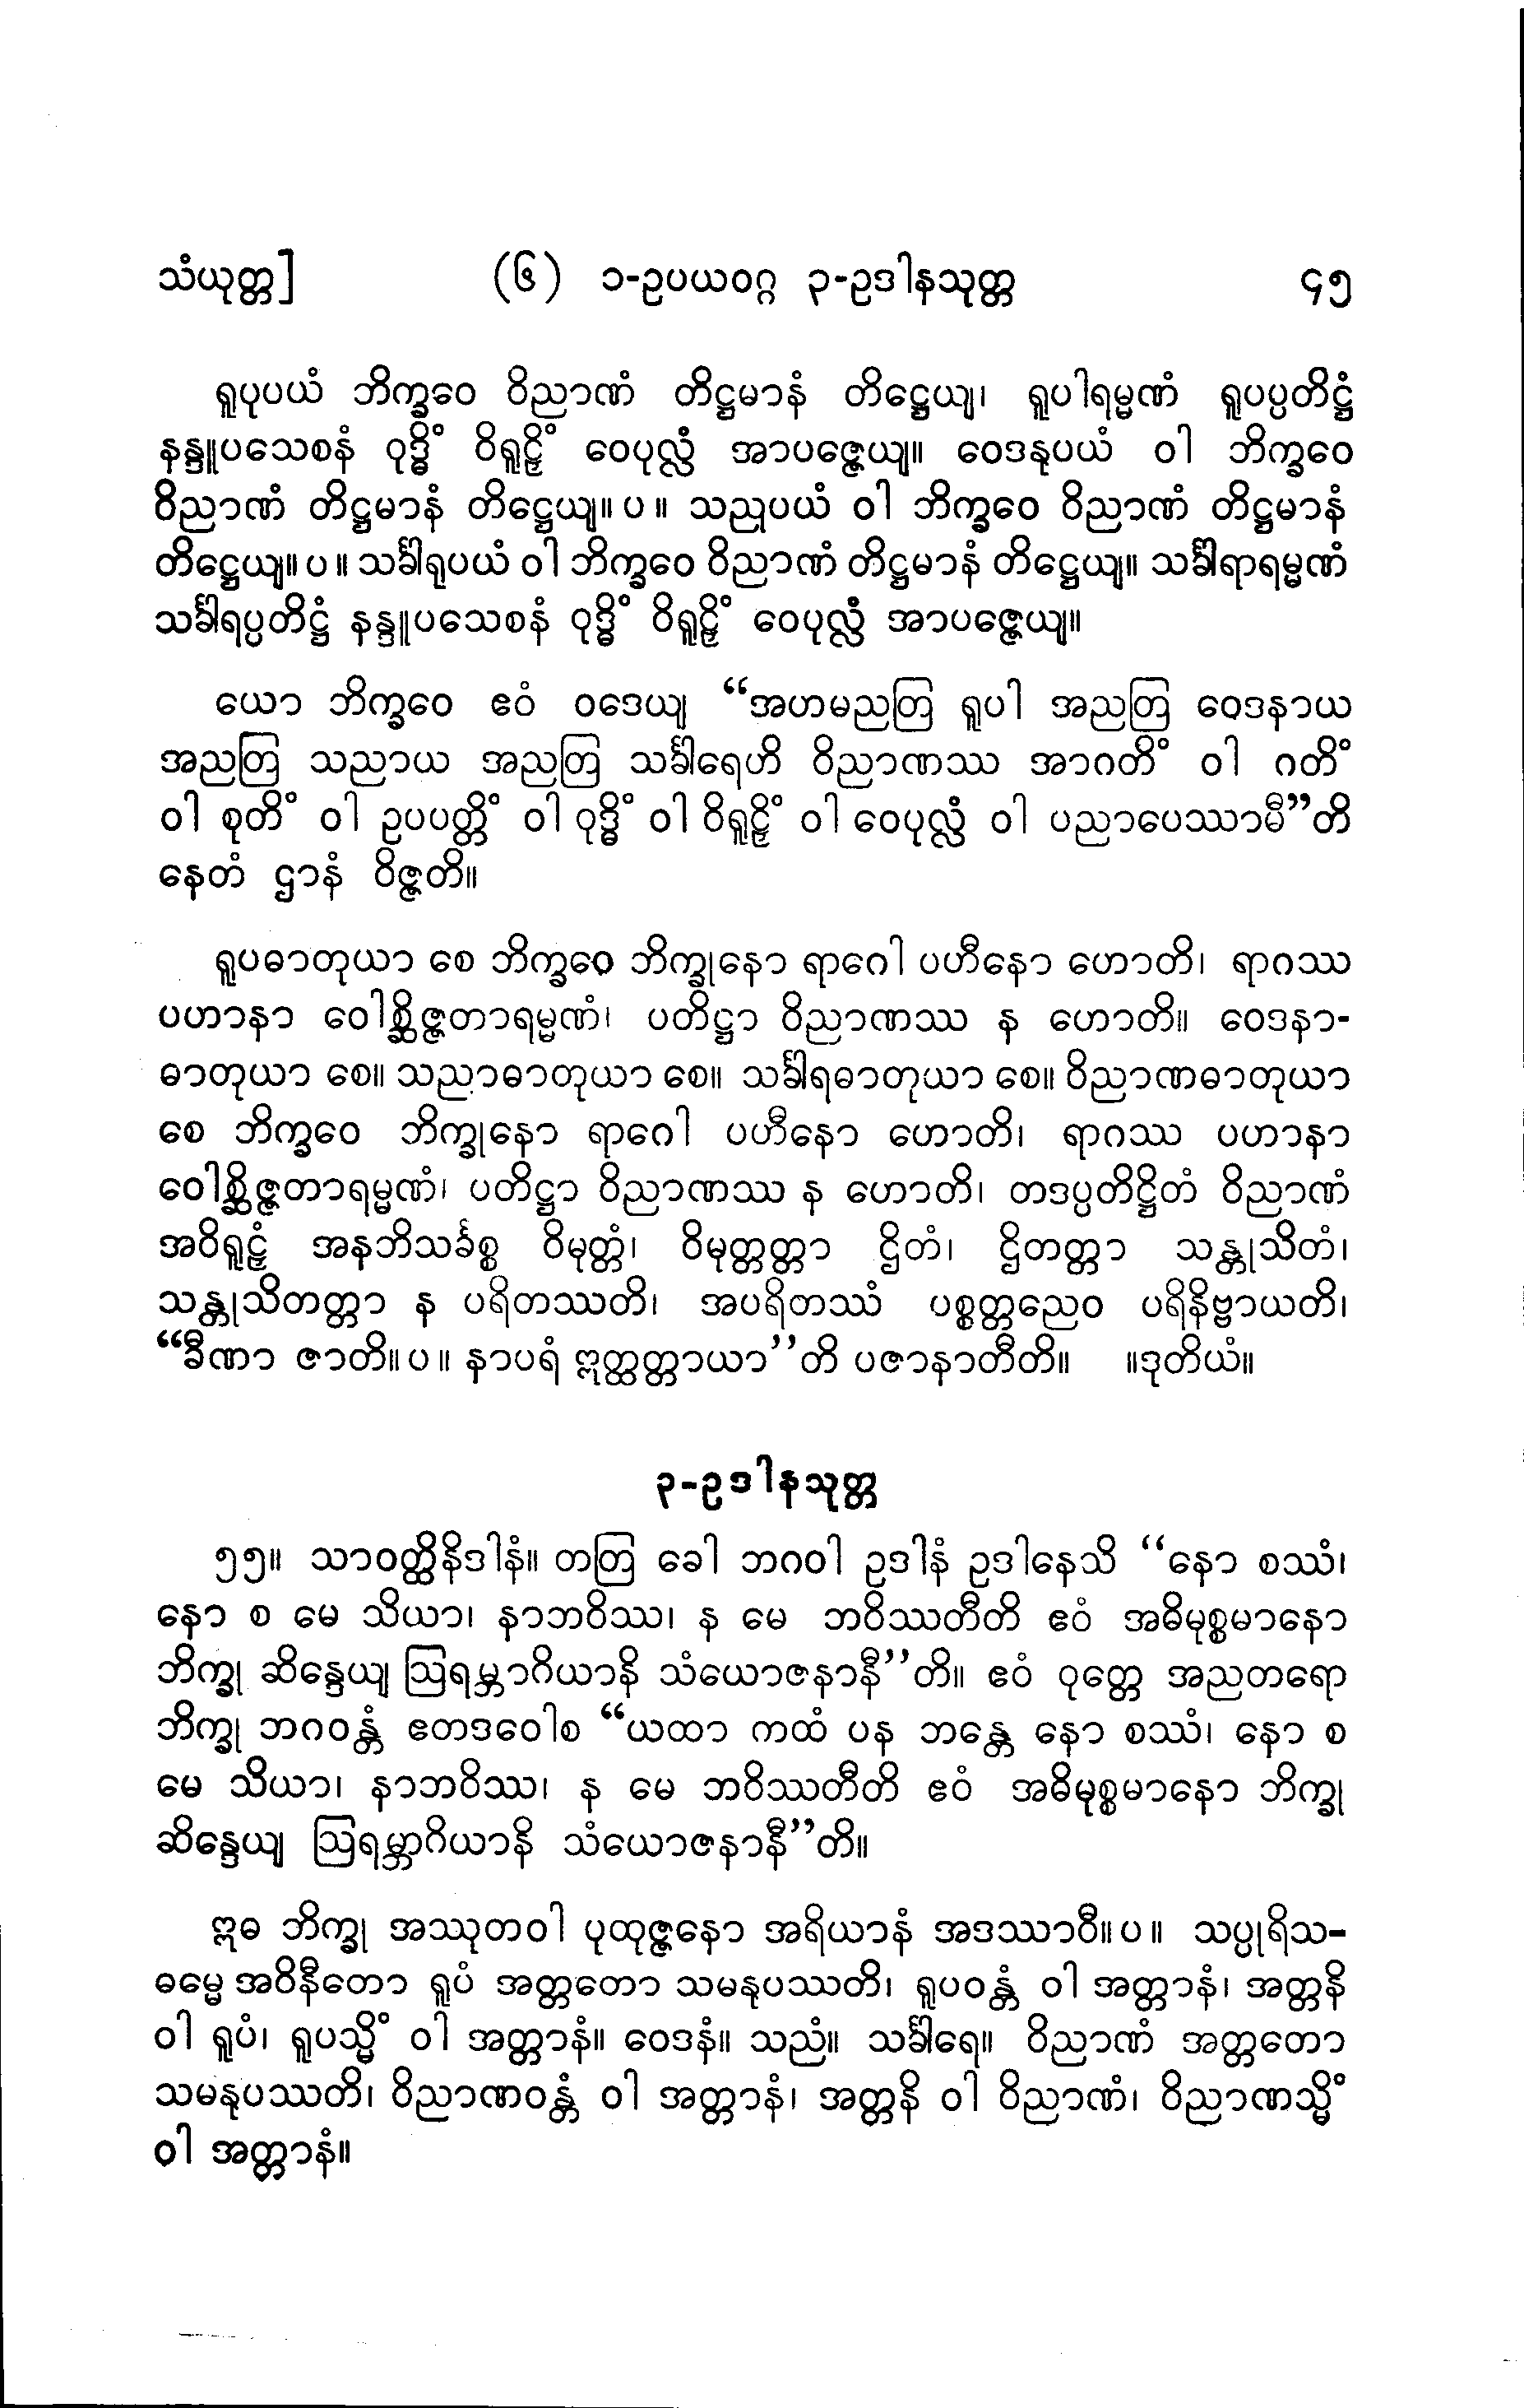 သံယုတ္တ] (၆) ၁-ဥပယဝဂ္ဂ ၃-ဥဒါနသုတ္တ ၄၅
ရူပုပယံ ဘိက္ခဝေ ဝိညာဏံ တိဋ္ဌမာနံ တိဋ္ဌေယျ၊ ရူပါရမ္မဏံ ရူပပ္ပတိဋ္ဌံ
နန္ဒူပသေစနံ ဝုဒ္ဓိံ ဝိရူဠှိံ ဝေပုလ္လံ အာပဇ္ဇေယျ။ ဝေဒနုပယံ ဝါ ဘိက္ခဝေ
ဝိညာဏံ တိဋ္ဌမာနံ တိဋ္ဌေယျ။ပ။ သညုပယံ ဝါ ဘိက္ခဝေ ဝိညာဏံ တိဋ္ဌမာနံ
တိဋ္ဌေယျ။ပ။ သင်္ခါရုပယံ ဝါ ဘိက္ခဝေ ဝိညာဏံ တိဋ္ဌမာနံ တိဋ္ဌေယျ။ သင်္ခါရာရမ္မဏံ
သင်္ခါရပ္ပတိဋ္ဌံ နန္ဒူပသေစနံ ဝုဒ္ဓိံ ဝိရူဠှိံ ဝေပုလ္လံ အာပဇ္ဇေယျ။
ယော ဘိက္ခဝေ ဧဝံ ဝဒေယျ “အဟမညတြ ရူပါ အညတြ ဝေဒနာယ
အညတြ သညာယ အညတြ သင်္ခါရေဟိ ဝိညာဏဿ အာဂတိံ ဝါ ဂတိံ
ဝါ စုတိံ ဝါ ဥပပတ္တိံ ဝါ ဝုဒ္ဓိံ ဝါ ဝိရူဠှိံ ဝါ ဝေပုလ္လံ ဝါ ပညာပေဿာမီ”တိ
နေတံ ဌာနံ ဝိဇ္ဇတိ။
ရူပဓာတုယာ စေ ဘိက္ခဝေ ဘိက္ခုနော ရာဂေါ ပဟီနော ဟောတိ၊ ရာဂဿ
ပဟာနာ ဝေါစ္ဆိဇ္ဇတာရမ္မဏံ၊ ပတိဋ္ဌာ ဝိညာဏဿ န ဟောတိ။ ဝေဒနာ-
ဓာတုယာ စေ။ သညာဓာတုယာ စေ။ သင်္ခါရဓာတုယာ စေ။ ဝိညာဏဓာတုယာ
စေ ဘိက္ခဝေ ဘိက္ခုနော ရာဂေါ ပဟီနော ဟောတိ၊ ရာဂဿ ပဟာနာ
ဝေါစ္ဆိဇ္ဇတာရမ္မဏံ၊ ပတိဋ္ဌာ ဝိညာဏဿ န ဟောတိ၊ တဒပ္ပတိဋ္ဌိတံ ဝိညာဏံ
အဝိရူဠှံ အနဘိသင်္ခစ္စ ဝိမုတ္တံ၊ ဝိမုတ္တတ္တာ ဌိတံ၊ ဌိတတ္တာ သန္တုသိတံ၊
သန္တုသိတတ္တာ န ပရိတဿတိ၊ အပရိတဿံ ပစ္စတ္တညေဝ ပရိနိဗ္ဗာယတိ၊
“ခီဏာ ဇာတိ။ပ။ နာပရံ ဣတ္ထတ္တာယာ”တိ ပဇာနာတီတိ။ ။ဒုတိယံ။
၃-ဥဒါနသုတ္တ
၅၅။ သာဝတ္ထိနိဒါနံ။ တတြ ခေါ ဘဂဝါ ဥဒါနံ ဥဒါနေသိ “နော စဿံ၊
နော စ မေ သိယာ၊ နာဘဝိဿ၊ န မေ ဘဝိဿတီတိ ဧဝံ အဓိမုစ္စမာနော
ဘိက္ခု ဆိန္ဒေယျ ဩရမ္ဘာဂိယာနိ သံယောဇနာနီ”တိ။ ဧဝံ ဝုတ္တေ အညတရော
ဘိက္ခု ဘဂဝန္တံ ဧတဒဝေါစ “ယထာ ကထံ ပန ဘန္တေ နော စဿံ၊ နော စ
မေ သိယာ၊ နာဘဝိဿ၊ န မေ ဘဝိဿတီတိ ဧဝံ အဓိမုစ္စမာနော ဘိက္ခု
ဆိန္ဒေယျ ဩရမ္ဘာဂိယာနိ သံယောဇနာနီ”တိ။
ဣဓ ဘိက္ခု အဿုတဝါ ပုထုဇ္ဇနော အရိယာနံ အဒဿာဝီ။ပ။ သပ္ပုရိသ-
ဓမ္မေ အဝိနီတော ရူပံ အတ္တတော သမနုပဿတိ၊ ရူပဝန္တံ ဝါ အတ္တာနံ၊ အတ္တနိ
ဝါ ရူပံ၊ ရူပသ္မိံ ဝါ အတ္တာနံ။ ဝေဒနံ။ သညံ။ သင်္ခါရေ။ ဝိညာဏံ အတ္တတော
သမနုပဿတိ၊ ဝိညာဏဝန္တံ ဝါ အတ္တာနံ၊ အတ္တနိ ဝါ ဝိညာဏံ၊ ဝိညာဏသ္မိံ
ဝါ အတ္တာနံ။